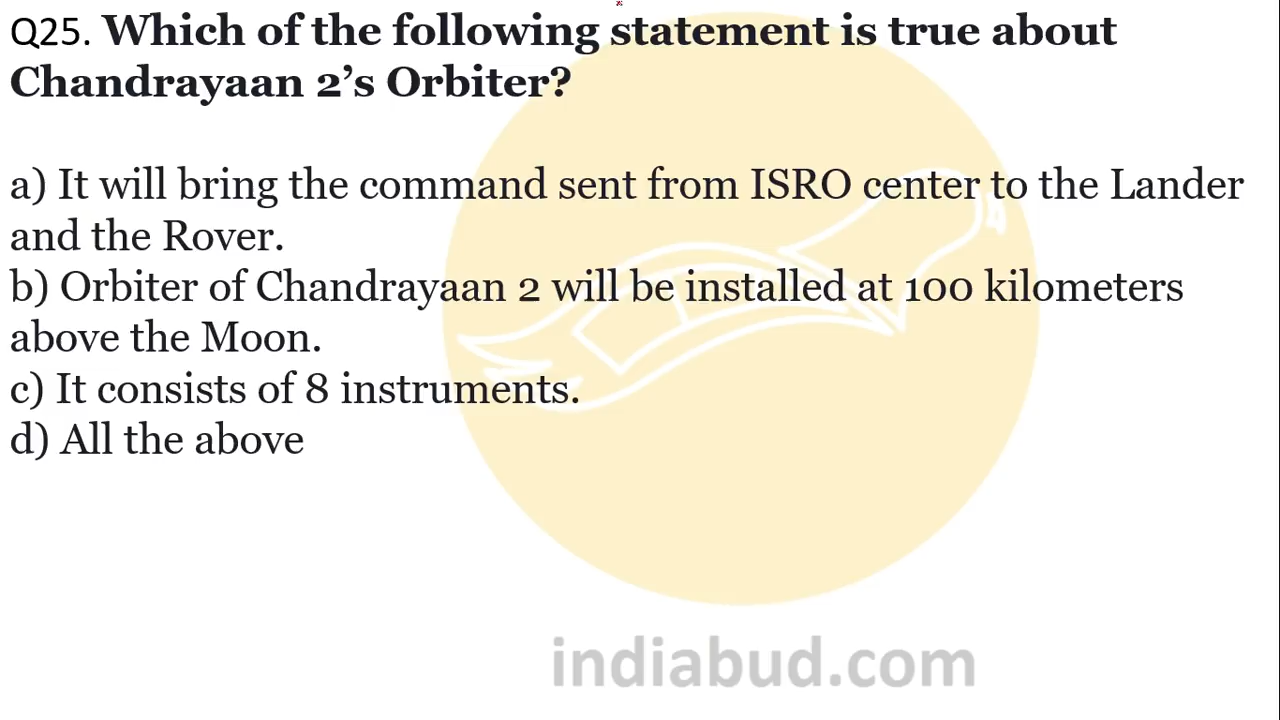 Q25. Which of the following statement is true about
Chandrayaan 2’s Orbiter?
a) It will bring the command sent from ISRO center to the Lander
and the Rover.
b) Orbiter of Chandrayaan 2 will be installed at 100 kilometers
above the Moon.
c) It consists of 8 instruments.
d) All the above
indiabud.com